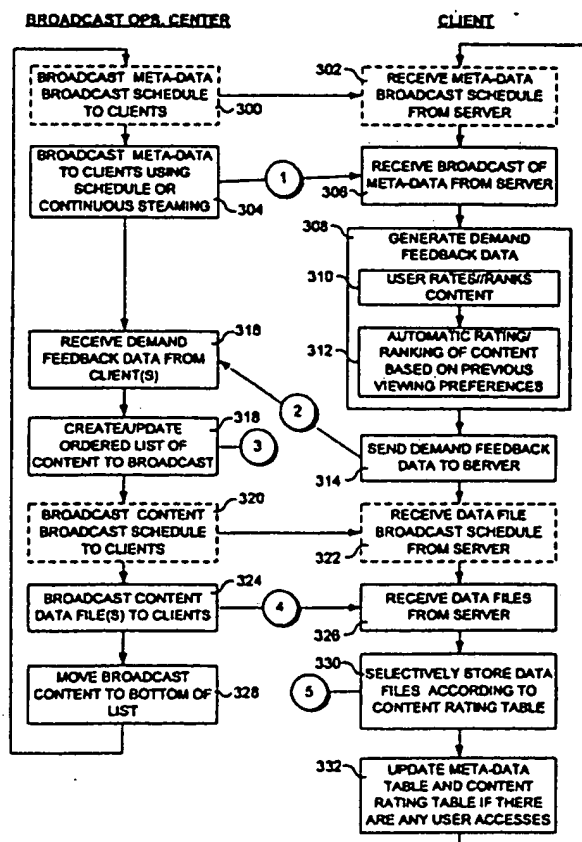 BROADCAST OPS. CENTER
CLIENT
BROADCAST META-DATA
BROADCAST SCHEDULE
TO CLIENTS
300
302
RECEIVE META-DATA
BROADCAST SCHEDULE
FROM SERVER
BROADCAST META-DATA
TO CLIENTS USING
SCHEDULE OR
CONTINUOUS STEAMING
304
1
RECEIVE BROADCAST OF
META-DATA FROM SERVER
306
308
GENERATE DEMAND
FEEDBACK DATA
310
USER RATES//RANKS
CONTENT
312
AUTOMATIC RATING/
RANKING OF CONTENT
BASED ON PREVIOUS
VIEWING PREFERENCES
318
RECEIVE DEMAND
FEEDBACK DATA FROM
CLIENT(S)
2
318
CREATE/UPDATE
ORDERED LIST OF
CONTENT TO BROADCAST
3
SEND DEMAND FEEDBACK
DATA TO SERVER
314
320
BROADCAST CONTENT
BROADCAST SCHEDULE
TO CLIENTS
RECEIVE DATA FILE
BROADCAST SCHEDULE
FROM SERVER
322
324
BROADCAST CONTENT
DATA FILE(S) TO CLIENTS
4
RECEIVE DATA FILES
FROM SERVER
326
MOVE BROADCAST
CONTENT TO BOTTOM OF
LIST
328
330
SELECTIVELY STORE DATA
FILES ACCORDING TO
CONTENT RATING TABLE
5
332
UPDATE META-DATA
TABLE AND CONTENT
RATING TABLE IF THERE
ARE ANY USER ACCESSES